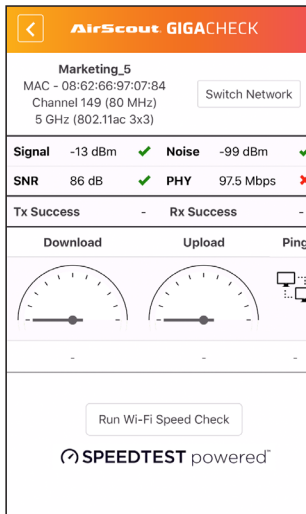 AirScout. GIGACHECK
Marketing_5
MAC - 08:62:66:97:07:84
Channel 149 (80 MHz)
5 GHz (802.11ac 3x3)
Switch Network
Signal -13 dBm Noise -99 dBm
SNR 86 dB PHY 97.5 Mbps
Tx Success - Rx Success -
Download Upload Ping
- - -
Run Wi-Fi Speed Check
SPEEDTEST powered™